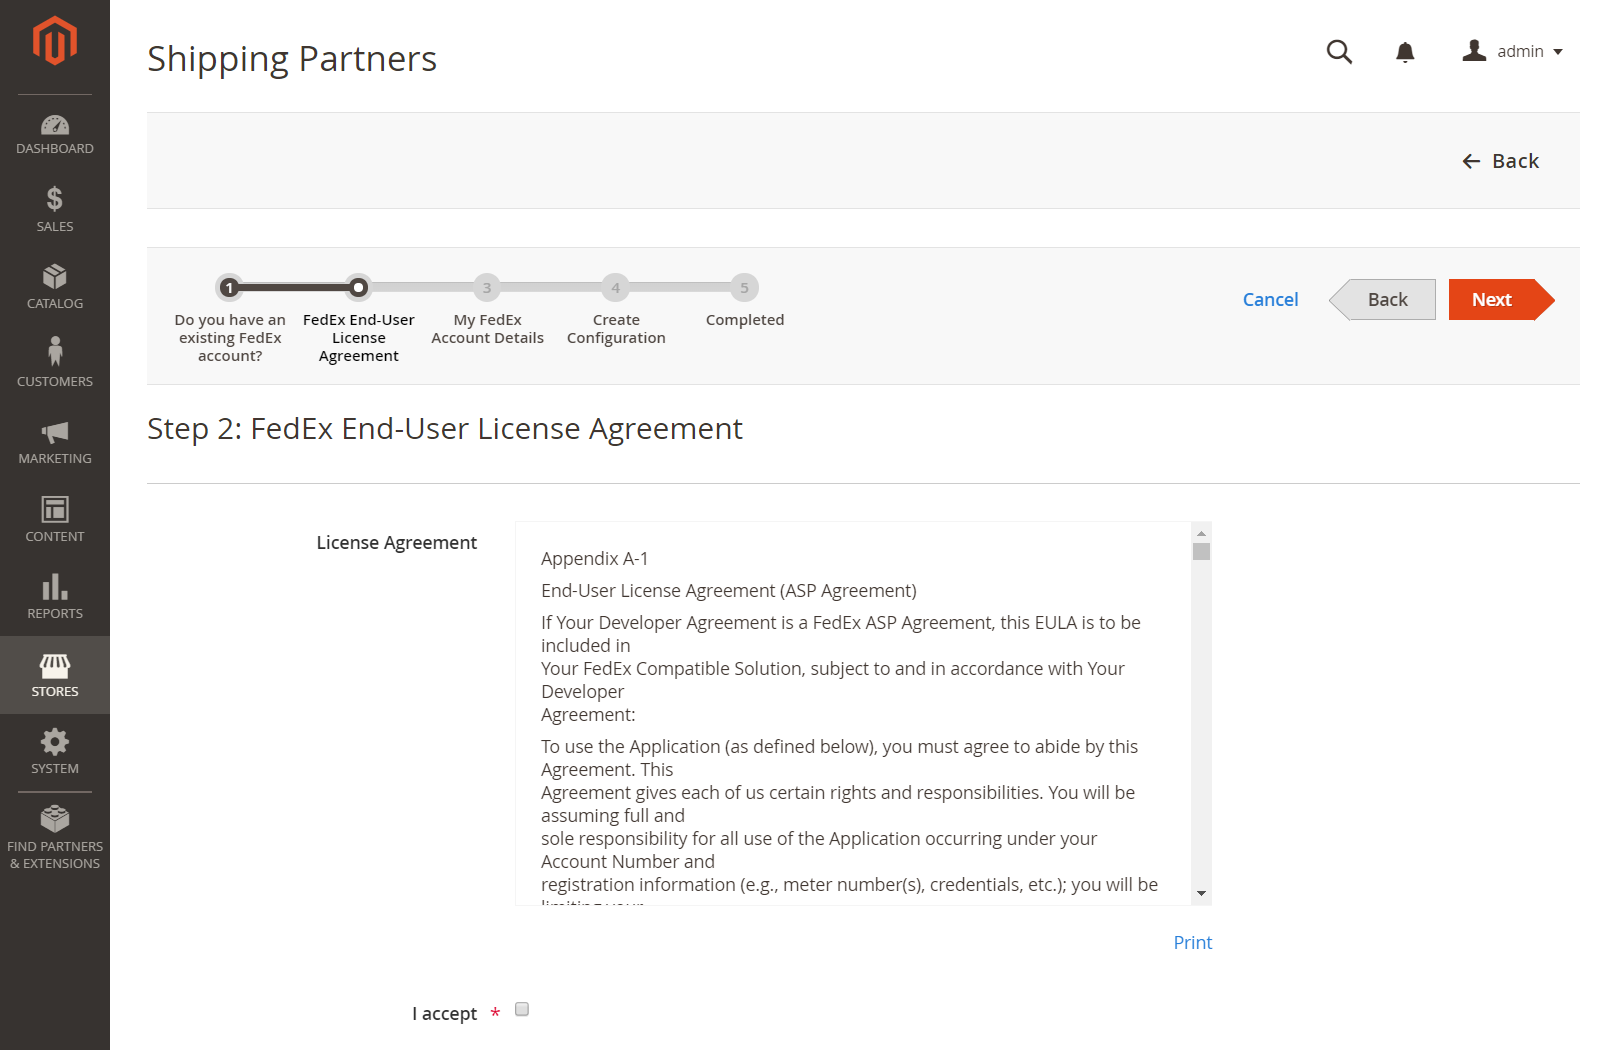 Shipping Partners
admin
DASHBOARD
SALES
CATALOG
CUSTOMERS
MARKETING
CONTENT
REPORTS
STORES
SYSTEM
FIND PARTNERS
& EXTENSIONS
Back
1
3
4
5
Do you have an
existing FedEx
account?
FedEx End-User
License
Agreement
My FedEx
Account Details
Create
Configuration
Completed
Cancel
Back
Next
Step 2: FedEx End-User License Agreement
License Agreement
Appendix A-1
End-User License Agreement (ASP Agreement)
If Your Developer Agreement is a FedEx ASP Agreement, this EULA is to be
included in
Your FedEx Compatible Solution, subject to and in accordance with Your
Developer
Agreement:
To use the Application (as defined below), you must agree to abide by this
Agreement. This
Agreement gives each of us certain rights and responsibilities. You will be
assuming full and
sole responsibility for all use of the Application occurring under your
Account Number and
registration information (e.g., meter number(s), credentials, etc.); you will be
Print
I accept *